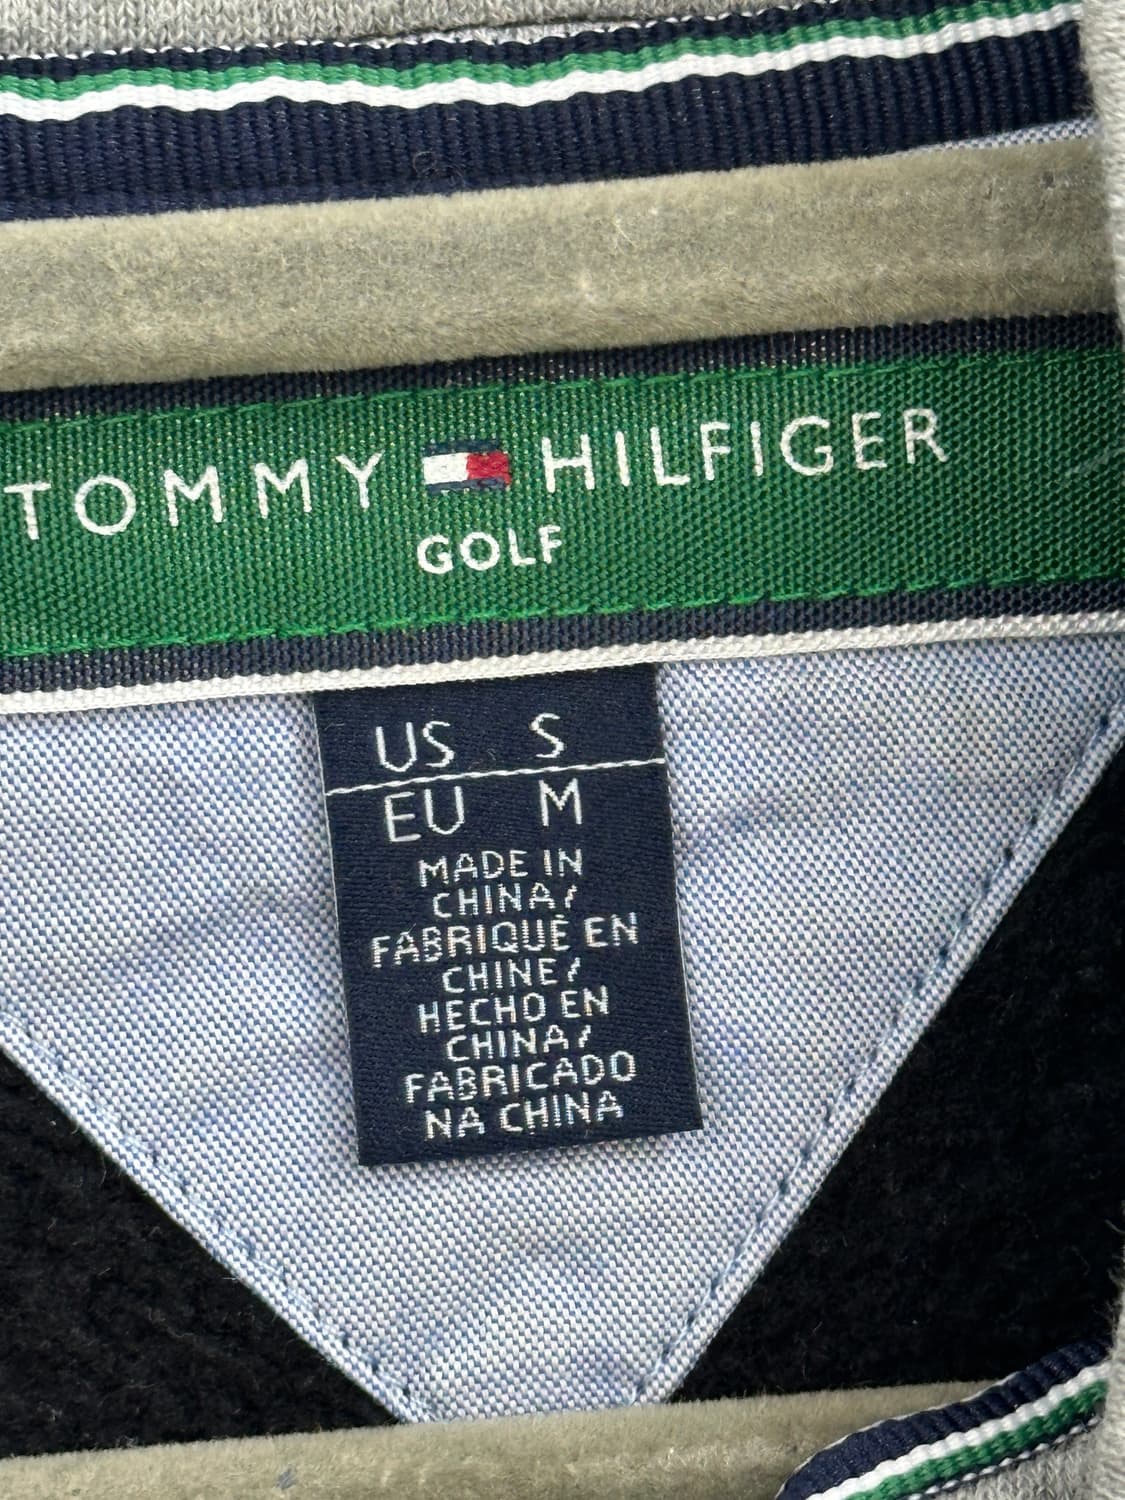 TOMMY HILFIGER
GOLF
US S
EU M
MADE IN
CHINA/
FABRIQUÉ EN
CHINE/
HECHO EN
CHINA/
FABRICADO
NA CHINA